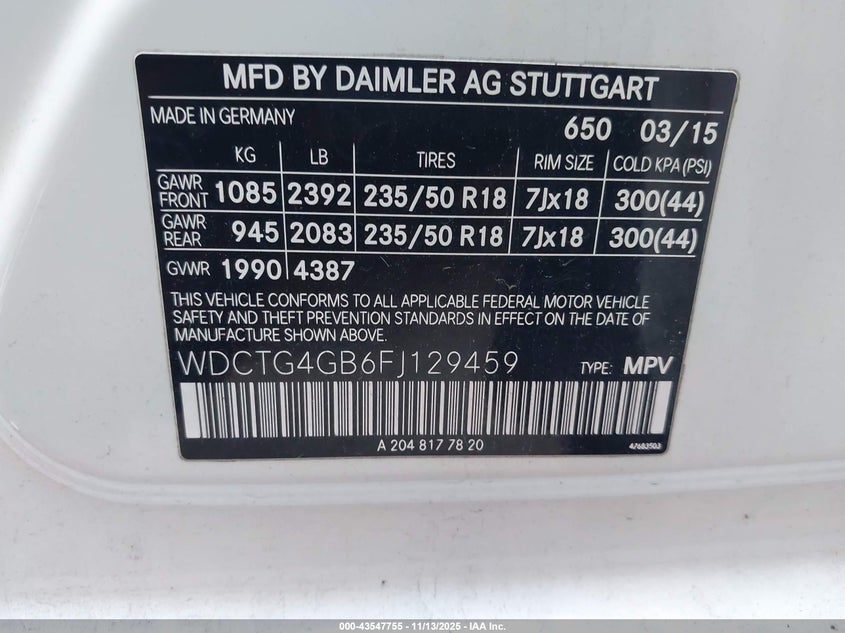 MFD BY DAIMLER AG STUTTGART
MADE IN GERMANY 650 03/15
KG LB TIRES RIM SIZE COLD KPA (PSI)
GAWR FRONT 1085 2392 235/50 R18 7Jx18 300(44)
GAWR REAR 945 2083 235/50 R18 7Jx18 300(44)
GVWR 1990 4387
THIS VEHICLE CONFORMS TO ALL APPLICABLE FEDERAL MOTOR VEHICLE
SAFETY AND THEFT PREVENTION STANDARDS IN EFFECT ON THE DATE OF
MANUFACTURE SHOWN ABOVE.
WDCTG4GB6FJ129459 TYPE: MPV
A 204 817 78 20 47683503
000-43547755 - 11/13/2025 - IAA Inc.